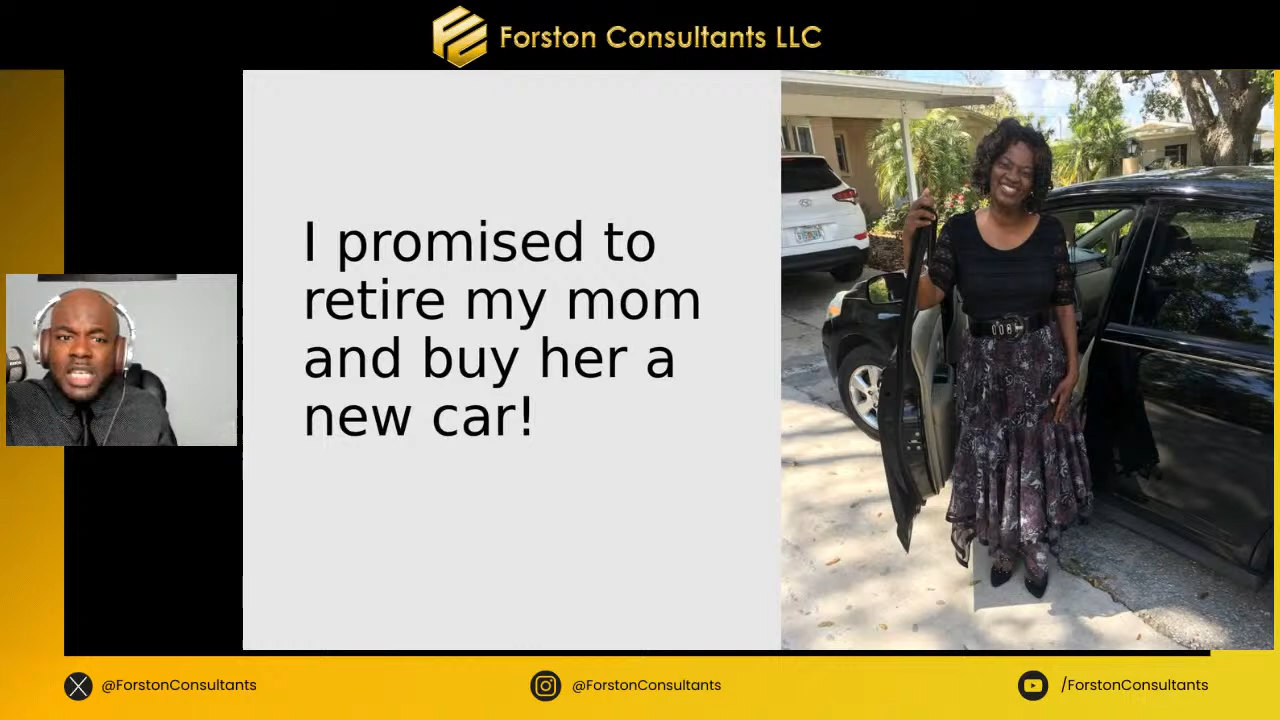 Forston Consultants LLC
I promised to
retire my mom
and buy her a
new car!
@ForstonConsultants
@ForstonConsultants
/ForstonConsultants